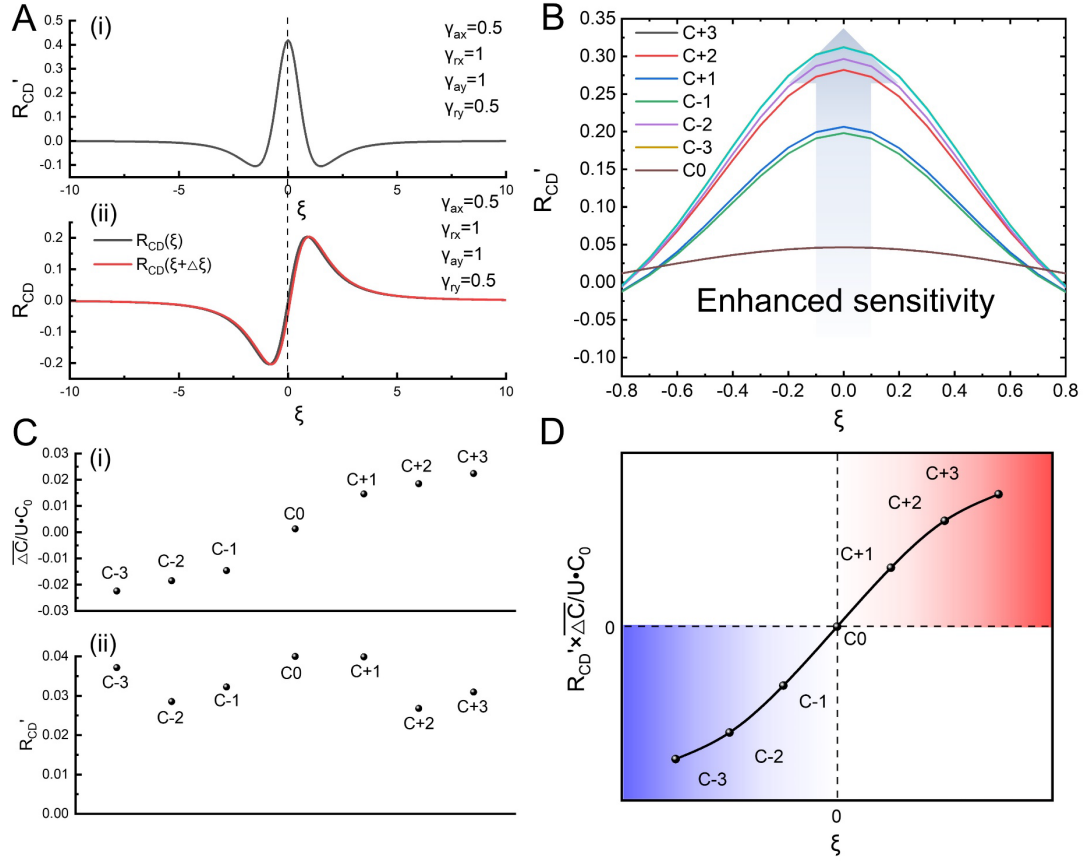 A
(i)
R_CD'
0.5
0.4
0.3
0.2
0.1
0.0
-0.1
γ_ax=0.5
γ_rx=1
γ_ay=1
γ_ry=0.5
-10
-5
0
5
10
ξ
(ii)
R_CD
0.2
0.1
0.0
-0.1
-0.2
R_CD(ξ)
R_CD(ξ+△ξ)
γ_ax=0.5
γ_rx=1
γ_ay=1
γ_ry=0.5
-10
-5
0
5
10
ξ
B
R_CD'
0.35
0.30
0.25
0.20
0.15
0.10
0.05
0.00
-0.05
-0.10
C+3
C+2
C+1
C-1
C-2
C-3
C0
Enhanced sensitivity
-0.8
-0.6
-0.4
-0.2
0.0
0.2
0.4
0.6
0.8
ξ
C
(i)
△C̅/U•C₀
0.03
0.02
0.01
0.00
-0.01
-0.02
-0.03
C-3
C-2
C-1
C0
C+1
C+2
C+3
(ii)
R_CD'
0.04
0.03
0.02
0.01
0.00
C-3
C-2
C-1
C0
C+1
C+2
C+3
D
R_CD'×△C̅/U•C₀
0
C+3
C+2
C+1
C0
C-1
C-2
C-3
0
ξ